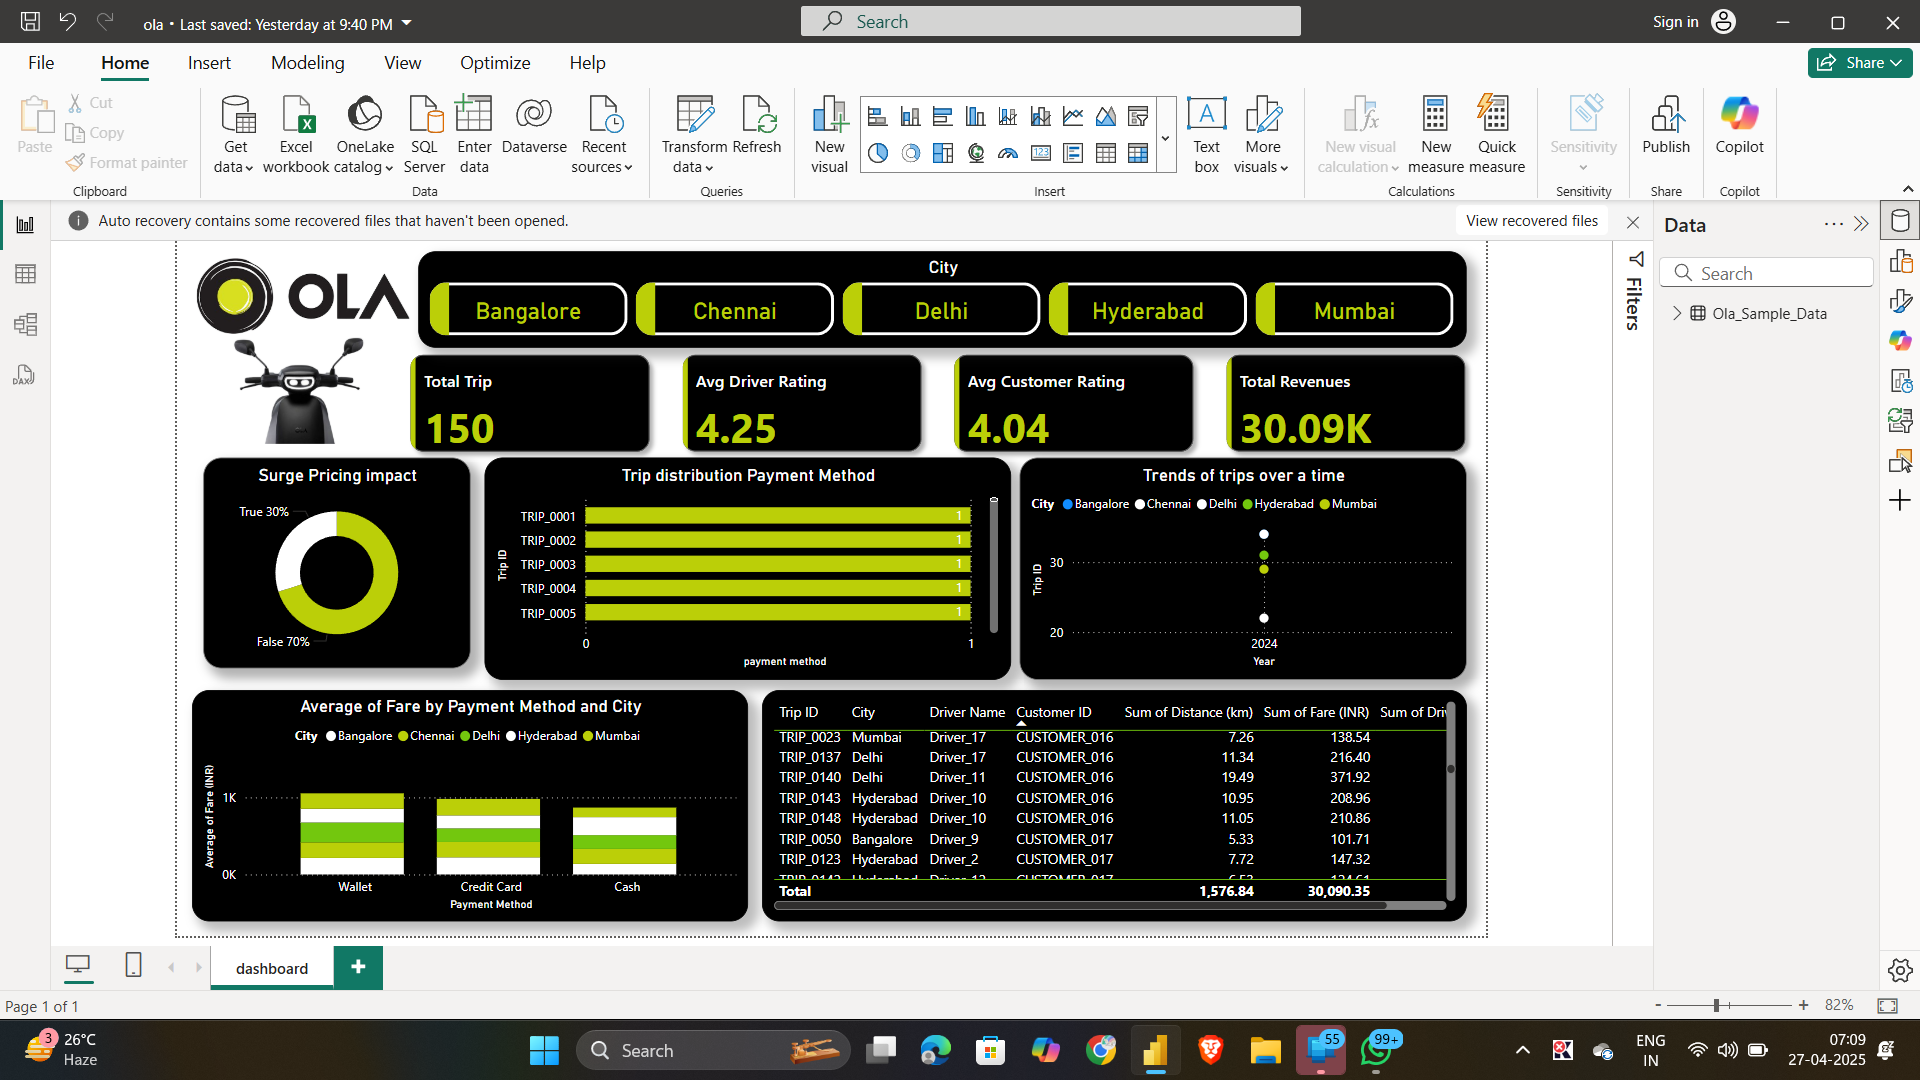 ola • Last saved: Yesterday at 9:40 PM
Search
Sign in
File
Home
Insert
Modeling
View
Optimize
Help
Share
Paste
Cut
Copy
Format painter
Clipboard
Get data
Excel workbook
OneLake catalog
SQL Server
Enter data
Dataverse
Recent sources
Data
Transform data
Refresh
Queries
New visual
Text box
More visuals
Insert
New visual calculation
New measure
Quick measure
Calculations
Sensitivity
Sensitivity
Publish
Share
Copilot
Copilot
Auto recovery contains some recovered files that haven't been opened.
View recovered files
Data
Search
Ola_Sample_Data
Filters
OLA
City
Bangalore
Chennai
Delhi
Hyderabad
Mumbai
Total Trip
150
Avg Driver Rating
4.25
Avg Customer Rating
4.04
Total Revenues
30.09K
Surge Pricing impact
True 30%
False 70%
Trip distribution Payment Method
Trip ID
TRIP_0001 1
TRIP_0002 1
TRIP_0003 1
TRIP_0004 1
TRIP_0005 1
0 1
payment method
Trends of trips over a time
City Bangalore Chennai Delhi Hyderabad Mumbai
Trip ID
30
20
2024
Year
Average of Fare by Payment Method and City
City Bangalore Chennai Delhi Hyderabad Mumbai
Average of Fare (INR)
1K
0K
Wallet Credit Card Cash
Payment Method
Trip ID City Driver Name Customer ID Sum of Distance (km) Sum of Fare (INR) Sum of Dri
TRIP_0023 Mumbai Driver_17 CUSTOMER_016 7.26 138.54
TRIP_0137 Delhi Driver_17 CUSTOMER_016 11.34 216.40
TRIP_0140 Delhi Driver_11 CUSTOMER_016 19.49 371.92
TRIP_0143 Hyderabad Driver_10 CUSTOMER_016 10.95 208.96
TRIP_0148 Hyderabad Driver_10 CUSTOMER_016 11.05 210.86
TRIP_0050 Bangalore Driver_9 CUSTOMER_017 5.33 101.71
TRIP_0123 Hyderabad Driver_2 CUSTOMER_017 7.72 147.32
Total 1,576.84 30,090.35
dashboard
Page 1 of 1
- + 82%
3
26°C
Haze
Search
55
99+
ENG
IN
07:09
27-04-2025